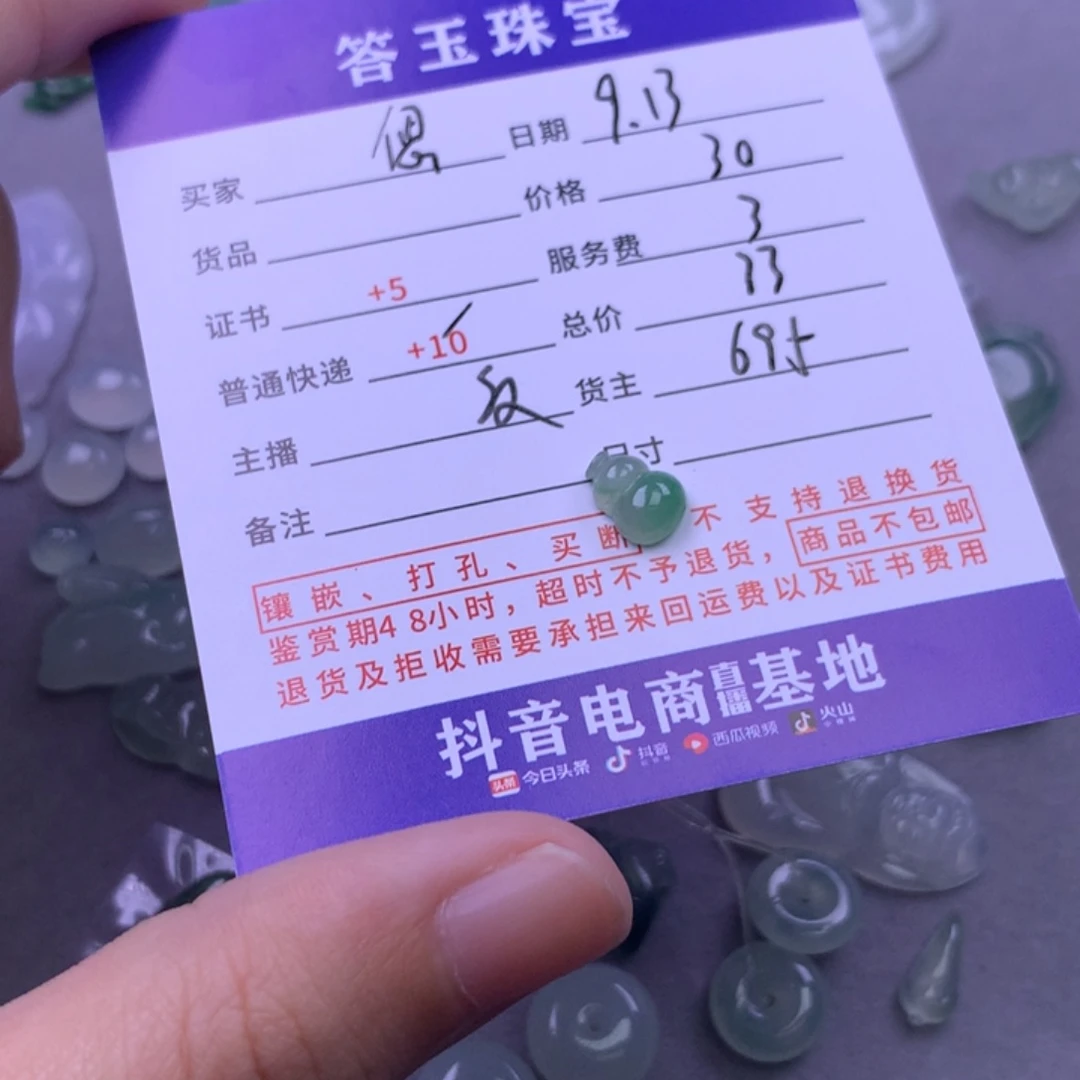 答玉珠宝
买家 偲 日期 9.13
货品 价格 30
证书 +5 服务费 3
普通快递 +10 总价 33
主播 货主 69
备注 尺寸
镶嵌、打孔、买断,不支持退换货
鉴赏期48小时,超时不予退货,商品不包邮
退货及拒收需要承担来回运费以及证书费用
抖音电商直播基地
头条 今日头条 抖音 西瓜视频 火山